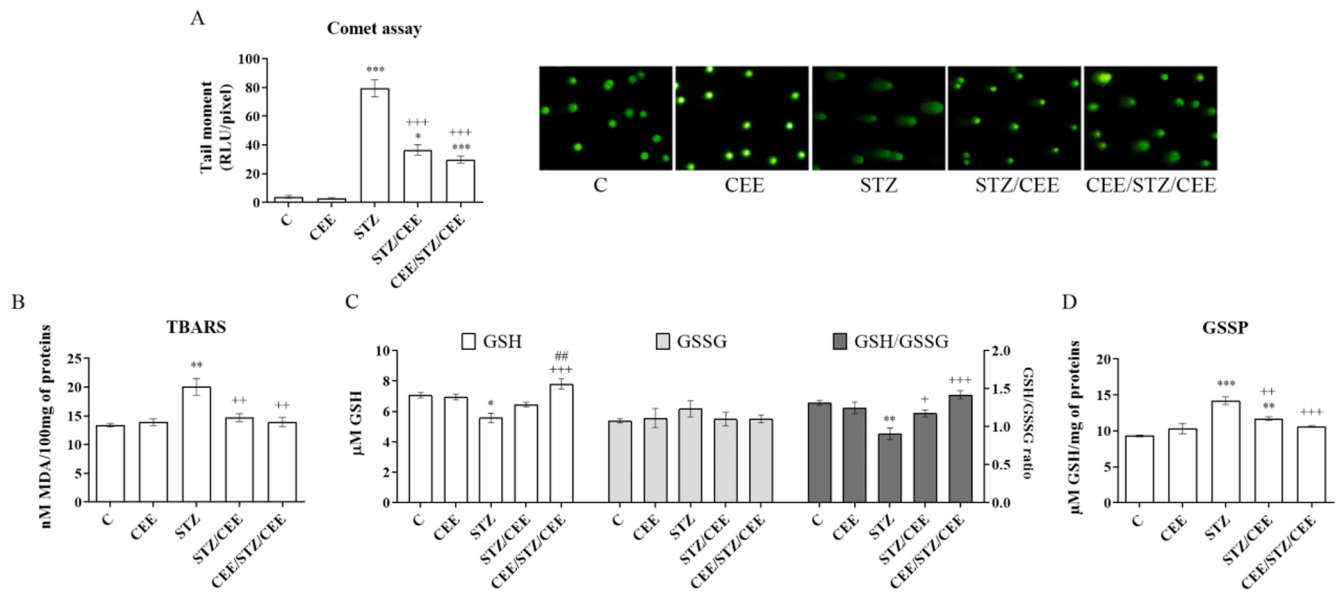 A
Comet assay
Tail moment
(RLU/pixel)
100
80
60
40
20
0
***
+++
*
+++
***
C
CEE
STZ
STZ/CEE
CEE/STZ/CEE
C
CEE
STZ
STZ/CEE
CEE/STZ/CEE
B
TBARS
nM MDA/100mg of proteins
25
20
15
10
5
0
**
++
++
C
CEE
STZ
STZ/CEE
CEE/STZ/CEE
C
GSH
GSSG
GSH/GSSG
µM GSH
10
8
6
4
2
0
*
##
+++
**
+
+++
2.0
1.5
1.0
0.5
0.0
GSH/GSSG ratio
C
CEE
STZ
STZ/CEE
CEE/STZ/CEE
C
CEE
STZ
STZ/CEE
CEE/STZ/CEE
C
CEE
STZ
STZ/CEE
CEE/STZ/CEE
D
GSSP
µM GSH/mg of proteins
20
15
10
5
0
***
++
**
+++
C
CEE
STZ
STZ/CEE
CEE/STZ/CEE